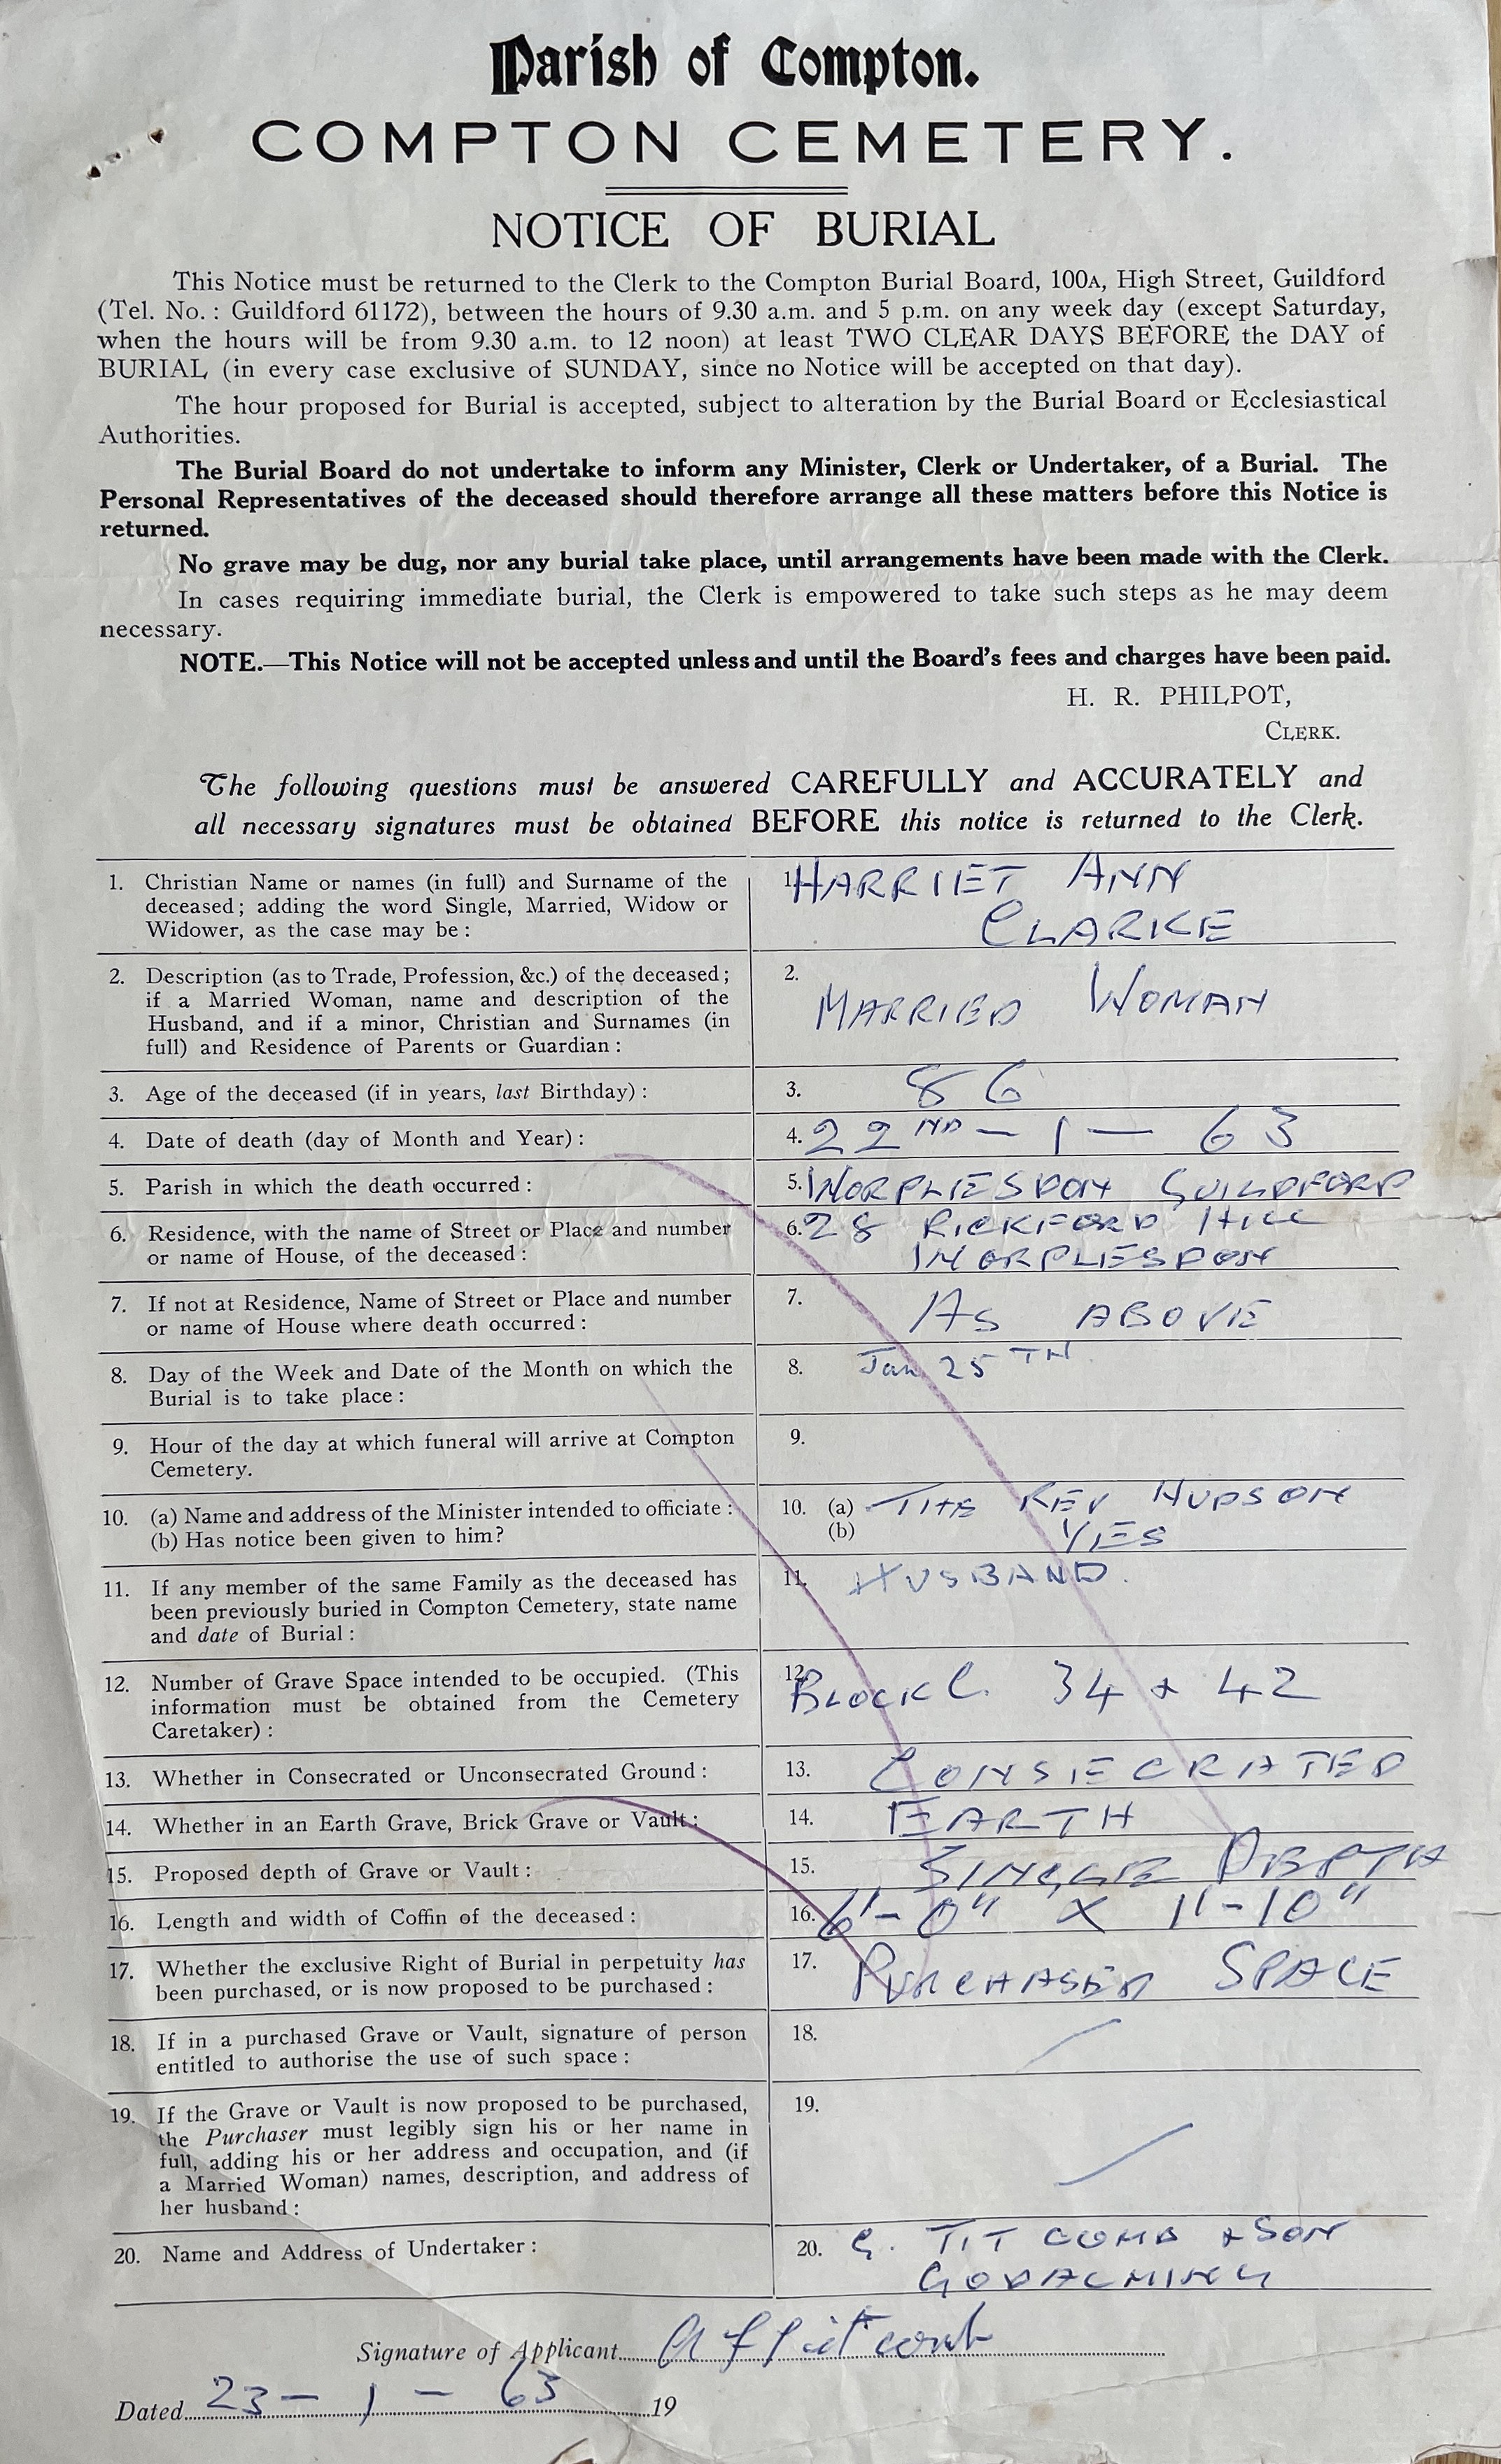 Parish of Compton.
COMPTON CEMETERY.
NOTICE OF BURIAL
This Notice must be returned to the Clerk to the Compton Burial Board, 100A, High Street, Guildford
(Tel. No.: Guildford 61172), between the hours of 9.30 a.m. and 5 p.m. on any week day (except Saturday,
when the hours will be from 9.30 a.m. to 12 noon) at least TWO CLEAR DAYS BEFORE the DAY of
BURIAL (in every case exclusive of SUNDAY, since no Notice will be accepted on that day).
The hour proposed for Burial is accepted, subject to alteration by the Burial Board or Ecclesiastical
Authorities.
The Burial Board do not undertake to inform any Minister, Clerk or Undertaker, of a Burial. The
Personal Representatives of the deceased should therefore arrange all these matters before this Notice is
returned.
No grave may be dug, nor any burial take place, until arrangements have been made with the Clerk.
In cases requiring immediate burial, the Clerk is empowered to take such steps as he may deem
necessary.
NOTE.—This Notice will not be accepted unless and until the Board's fees and charges have been paid.
H. R. PHILPOT,
CLERK.
The following questions must be answered CAREFULLY and ACCURATELY and
all necessary signatures must be obtained BEFORE this notice is returned to the Clerk.
1. Christian Name or names (in full) and Surname of the
deceased; adding the word Single, Married, Widow or
Widower, as the case may be:
1. HARRIET ANN
CLARKE
2. Description (as to Trade, Profession, &c.) of the deceased;
if a Married Woman, name and description of the
Husband, and if a minor, Christian and Surnames (in
full) and Residence of Parents or Guardian:
2.
MARRIED WOMAN
3. Age of the deceased (if in years, last Birthday):
3. 86
4. Date of death (day of Month and Year):
4. 22ND - 1 - 63
5. Parish in which the death occurred:
5. WORPLIESDON GUILDFORD
6. Residence, with the name of Street or Place and number
or name of House, of the deceased:
6. 28 RICKFORD HILL
WORPLIESDON
7. If not at Residence, Name of Street or Place and number
or name of House where death occurred:
7. AS ABOVE
8. Day of the Week and Date of the Month on which the
Burial is to take place:
8. Jan 25TH
9. Hour of the day at which funeral will arrive at Compton
Cemetery.
9.
10. (a) Name and address of the Minister intended to officiate:
(b) Has notice been given to him?
10. (a) THE REV HUDSON
(b) YES
11. If any member of the same Family as the deceased has
been previously buried in Compton Cemetery, state name
and date of Burial:
11. HUSBAND.
12. Number of Grave Space intended to be occupied. (This
information must be obtained from the Cemetery
Caretaker):
12. BLOCK C. 34 & 42
13. Whether in Consecrated or Unconsecrated Ground:
13. CONSECRATED
14. Whether in an Earth Grave, Brick Grave or Vault:
14. EARTH
15. Proposed depth of Grave or Vault:
15. SINGLE DEPTH
16. Length and width of Coffin of the deceased:
16. 6'-0" X 1'-10"
17. Whether the exclusive Right of Burial in perpetuity has
been purchased, or is now proposed to be purchased:
17. PURCHASED SPACE
18. If in a purchased Grave or Vault, signature of person
entitled to authorise the use of such space:
18.
19. If the Grave or Vault is now proposed to be purchased,
the Purchaser must legibly sign his or her name in
full, adding his or her address and occupation, and (if
a Married Woman) names, description, and address of
her husband:
19.
20. Name and Address of Undertaker:
20. G. TITCOMB & SON
GODALMING
Signature of Applicant
Dated 23 - 1 - 63 19